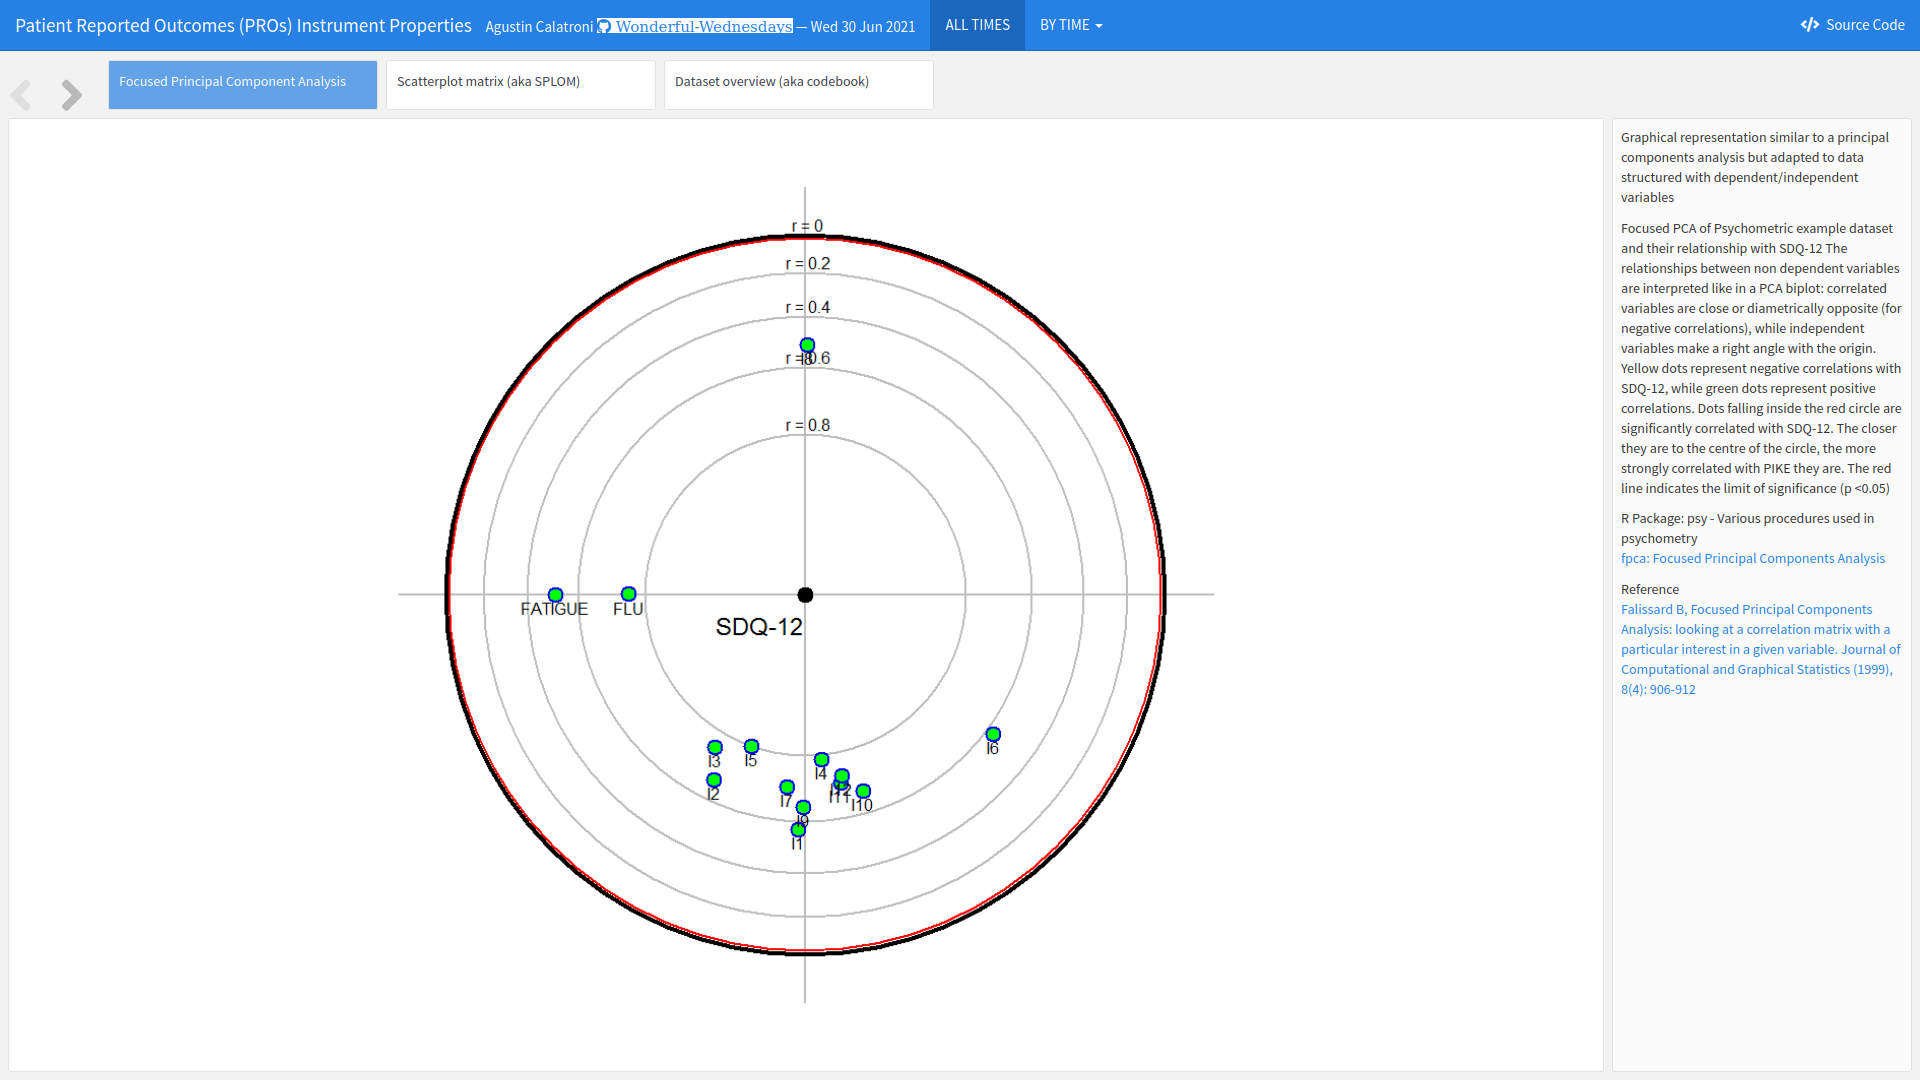 Patient Reported Outcomes (PROs) Instrument Properties Agustin Calatroni Wonderful-Wednesdays — Wed 30 Jun 2021 ALL TIMES BY TIME Source Code
Focused Principal Component Analysis Scatterplot matrix (aka SPLOM) Dataset overview (aka codebook)
r = 0
r = 0.2
r = 0.4
r = 0.6
I8
r = 0.8
FATIGUE FLU
SDQ-12
I6
I3 I5
I4
I2 I7 I12
I11 I10
I9
I1
Graphical representation similar to a principal
components analysis but adapted to data
structured with dependent/independent
variables
Focused PCA of Psychometric example dataset
and their relationship with SDQ-12 The
relationships between non dependent variables
are interpreted like in a PCA biplot: correlated
variables are close or diametrically opposite (for
negative correlations), while independent
variables make a right angle with the origin.
Yellow dots represent negative correlations with
SDQ-12, while green dots represent positive
correlations. Dots falling inside the red circle are
significantly correlated with SDQ-12. The closer
they are to the centre of the circle, the more
strongly correlated with PIKE they are. The red
line indicates the limit of significance (p <0.05)
R Package: psy - Various procedures used in
psychometry
fpca: Focused Principal Components Analysis
Reference
Falissard B, Focused Principal Components
Analysis: looking at a correlation matrix with a
particular interest in a given variable. Journal of
Computational and Graphical Statistics (1999),
8(4): 906-912